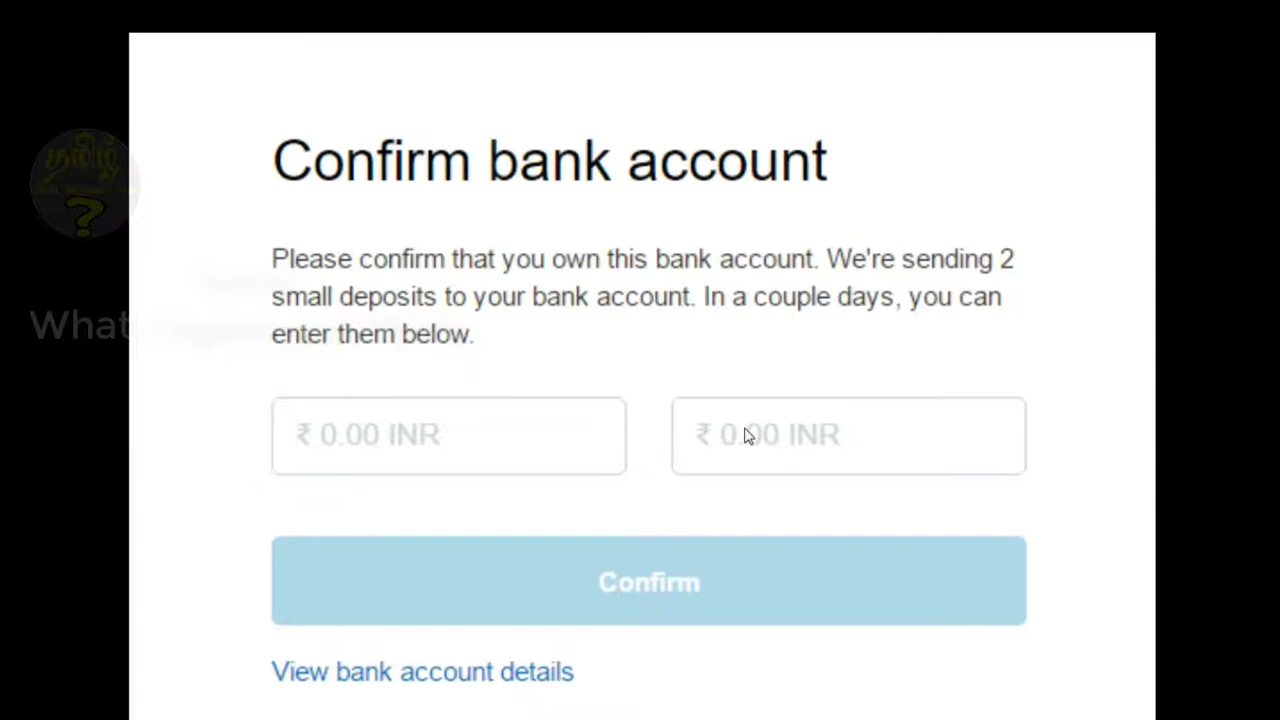 Confirm bank account
Please confirm that you own this bank account. We're sending 2
small deposits to your bank account. In a couple days, you can
enter them below.
₹ 0.00 INR
₹ 0.00 INR
Confirm
View bank account details
தமிழ்
?
What